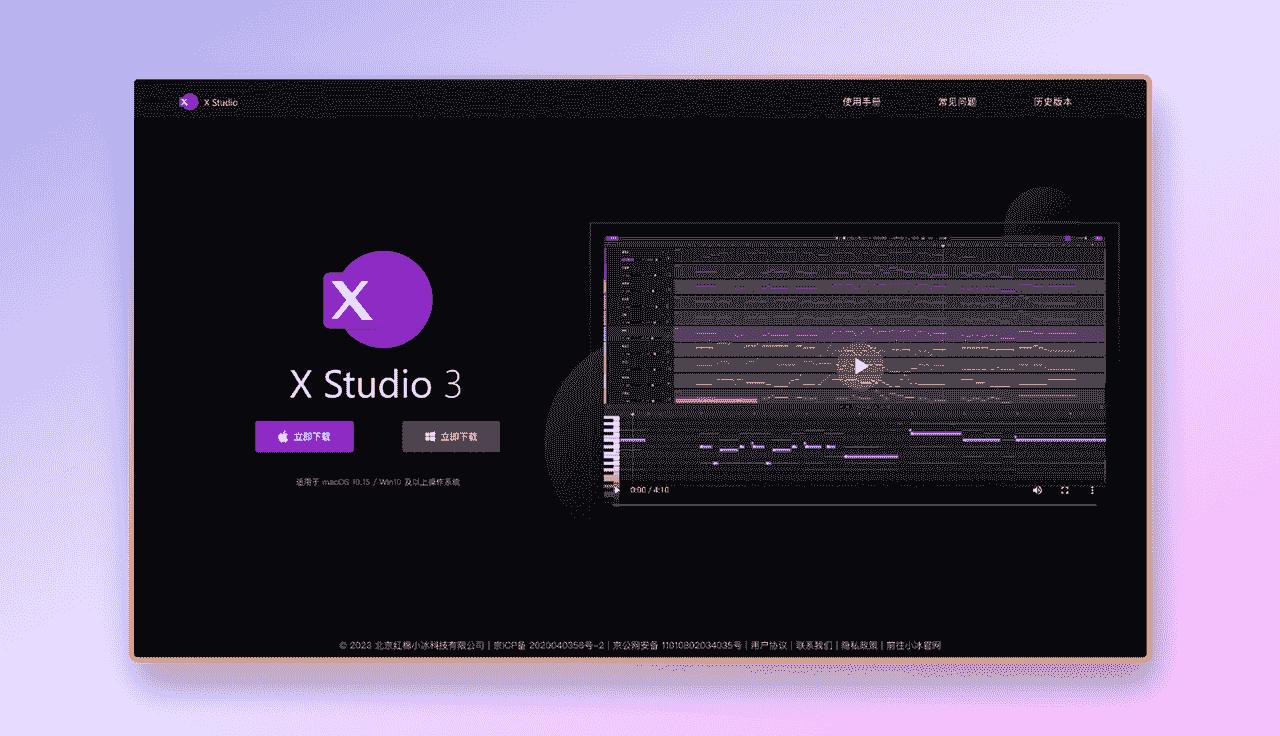 X Studio
使用手册
常见问题
历史版本
X
X Studio 3
立即下载
立即下载
适用于 macOS 10.15 / Win10 及以上操作系统
0:00 / 4:10
© 2023 北京红棉小冰科技有限公司 | 京ICP备 2020040356号-2 | 京公网安备 11010802034035号 | 用户协议 | 联系我们 | 隐私政策 | 前往小冰官网